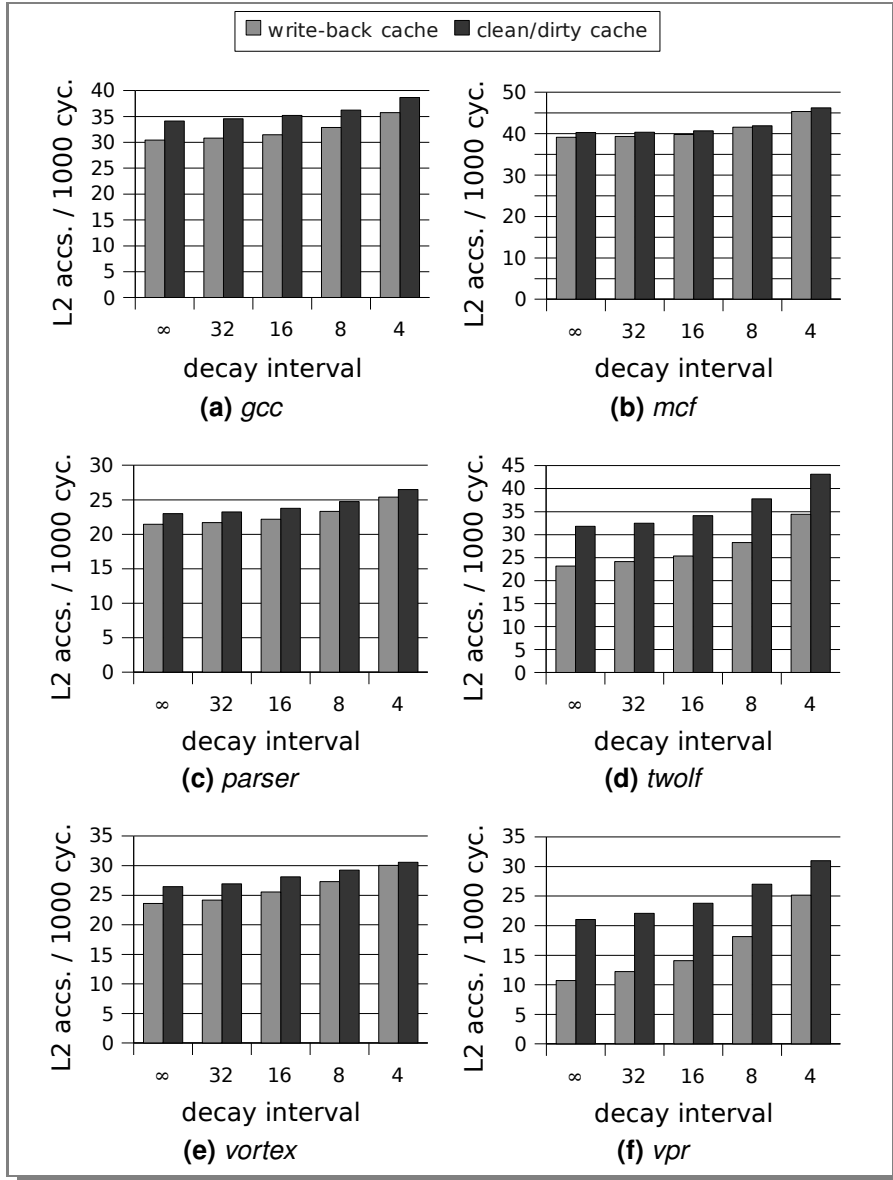 write-back cache clean/dirty cache
L2 accs. / 1000 cyc.
40
35
30
25
20
15
10
5
0
∞ 32 16 8 4
decay interval
(a) gcc
L2 accs. / 1000 cyc.
50
40
30
20
10
0
∞ 32 16 8 4
decay interval
(b) mcf
L2 accs. / 1000 cyc.
30
25
20
15
10
5
0
∞ 32 16 8 4
decay interval
(c) parser
L2 accs. / 1000 cyc.
45
40
35
30
25
20
15
10
5
0
∞ 32 16 8 4
decay interval
(d) twolf
L2 accs. / 1000 cyc.
35
30
25
20
15
10
5
0
∞ 32 16 8 4
decay interval
(e) vortex
L2 accs. / 1000 cyc.
35
30
25
20
15
10
5
0
∞ 32 16 8 4
decay interval
(f) vpr